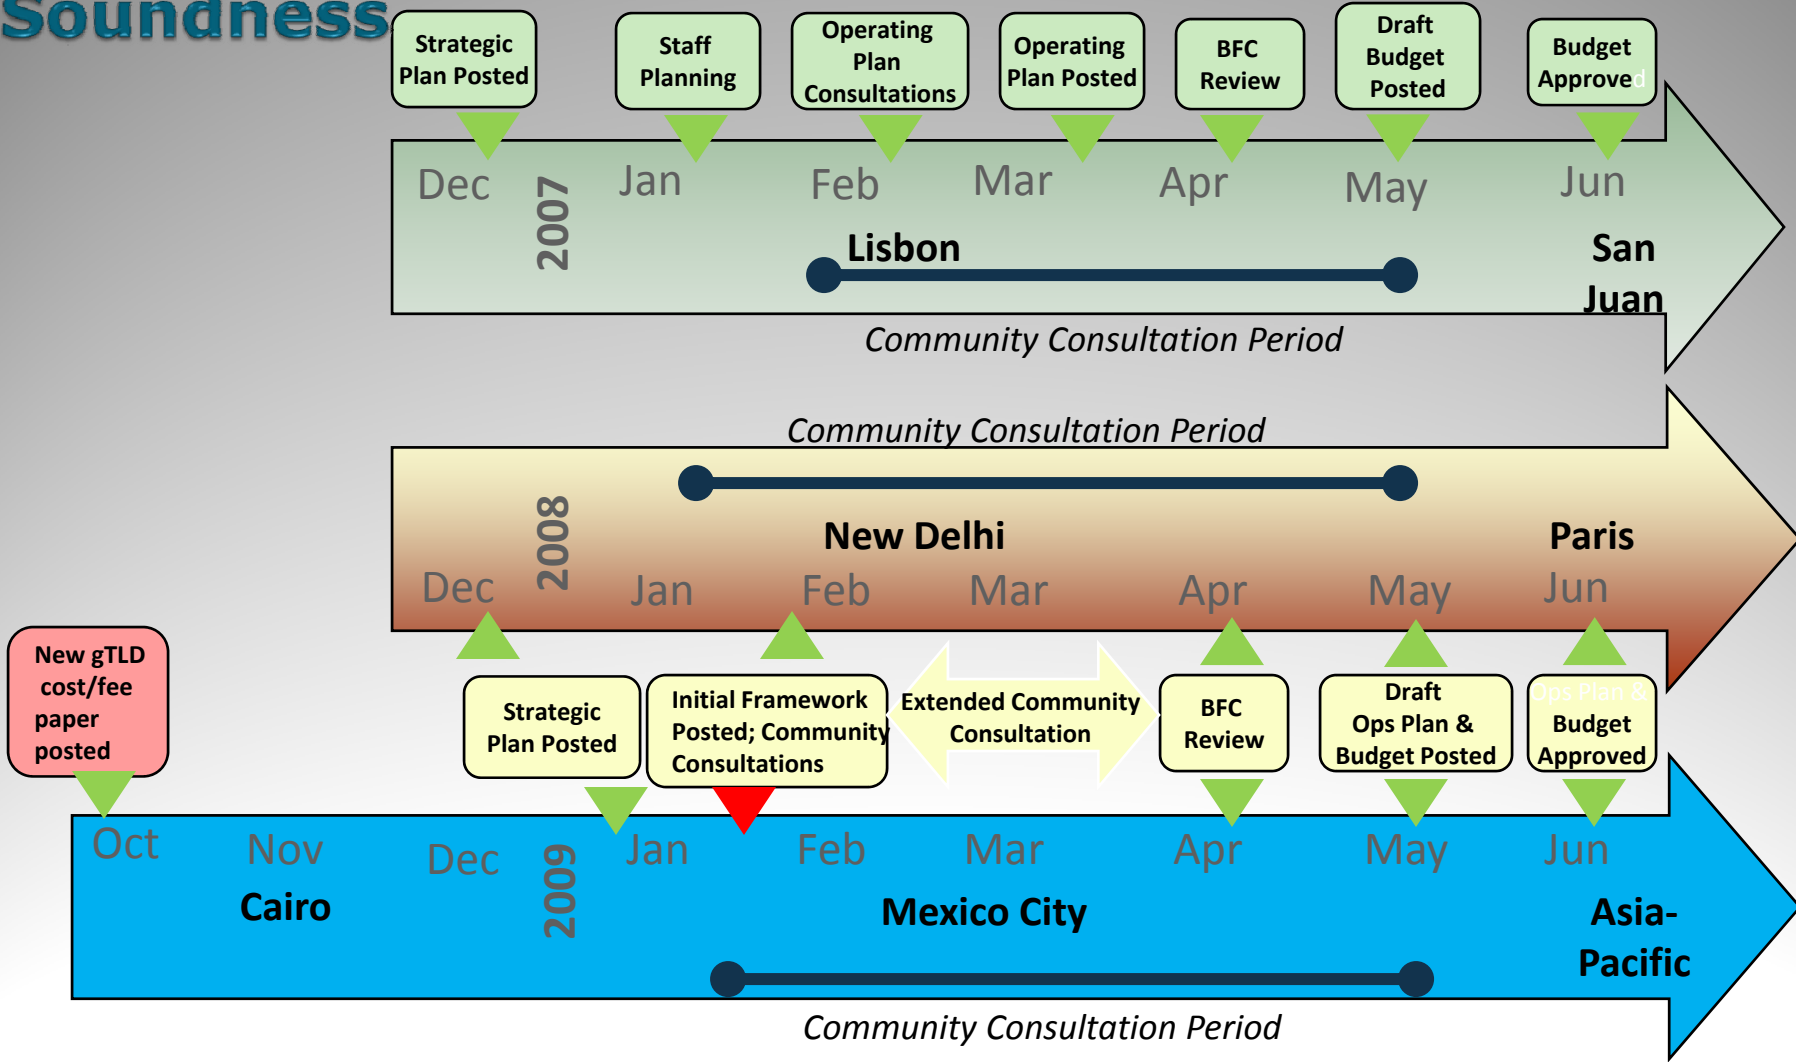 Soundness
Strategic
Plan Posted
Staff
Planning
Operating
Plan
Consultations
Operating
Plan Posted
BFC
Review
Draft
Budget
Posted
Budget
Approved
Dec
2007
Jan
Feb
Mar
Apr
May
Jun
Lisbon
San
Juan
Community Consultation Period
Community Consultation Period
2008
New Delhi
Paris
Dec
Jan
Feb
Mar
Apr
May
Jun
New gTLD
cost/fee
paper
posted
Strategic
Plan Posted
Initial Framework
Posted; Community
Consultations
Extended Community
Consultation
BFC
Review
Draft
Ops Plan &
Budget Posted
Ops Plan &
Budget
Approved
Oct
Nov
Dec
2009
Jan
Feb
Mar
Apr
May
Jun
Cairo
Mexico City
Asia-
Pacific
Community Consultation Period